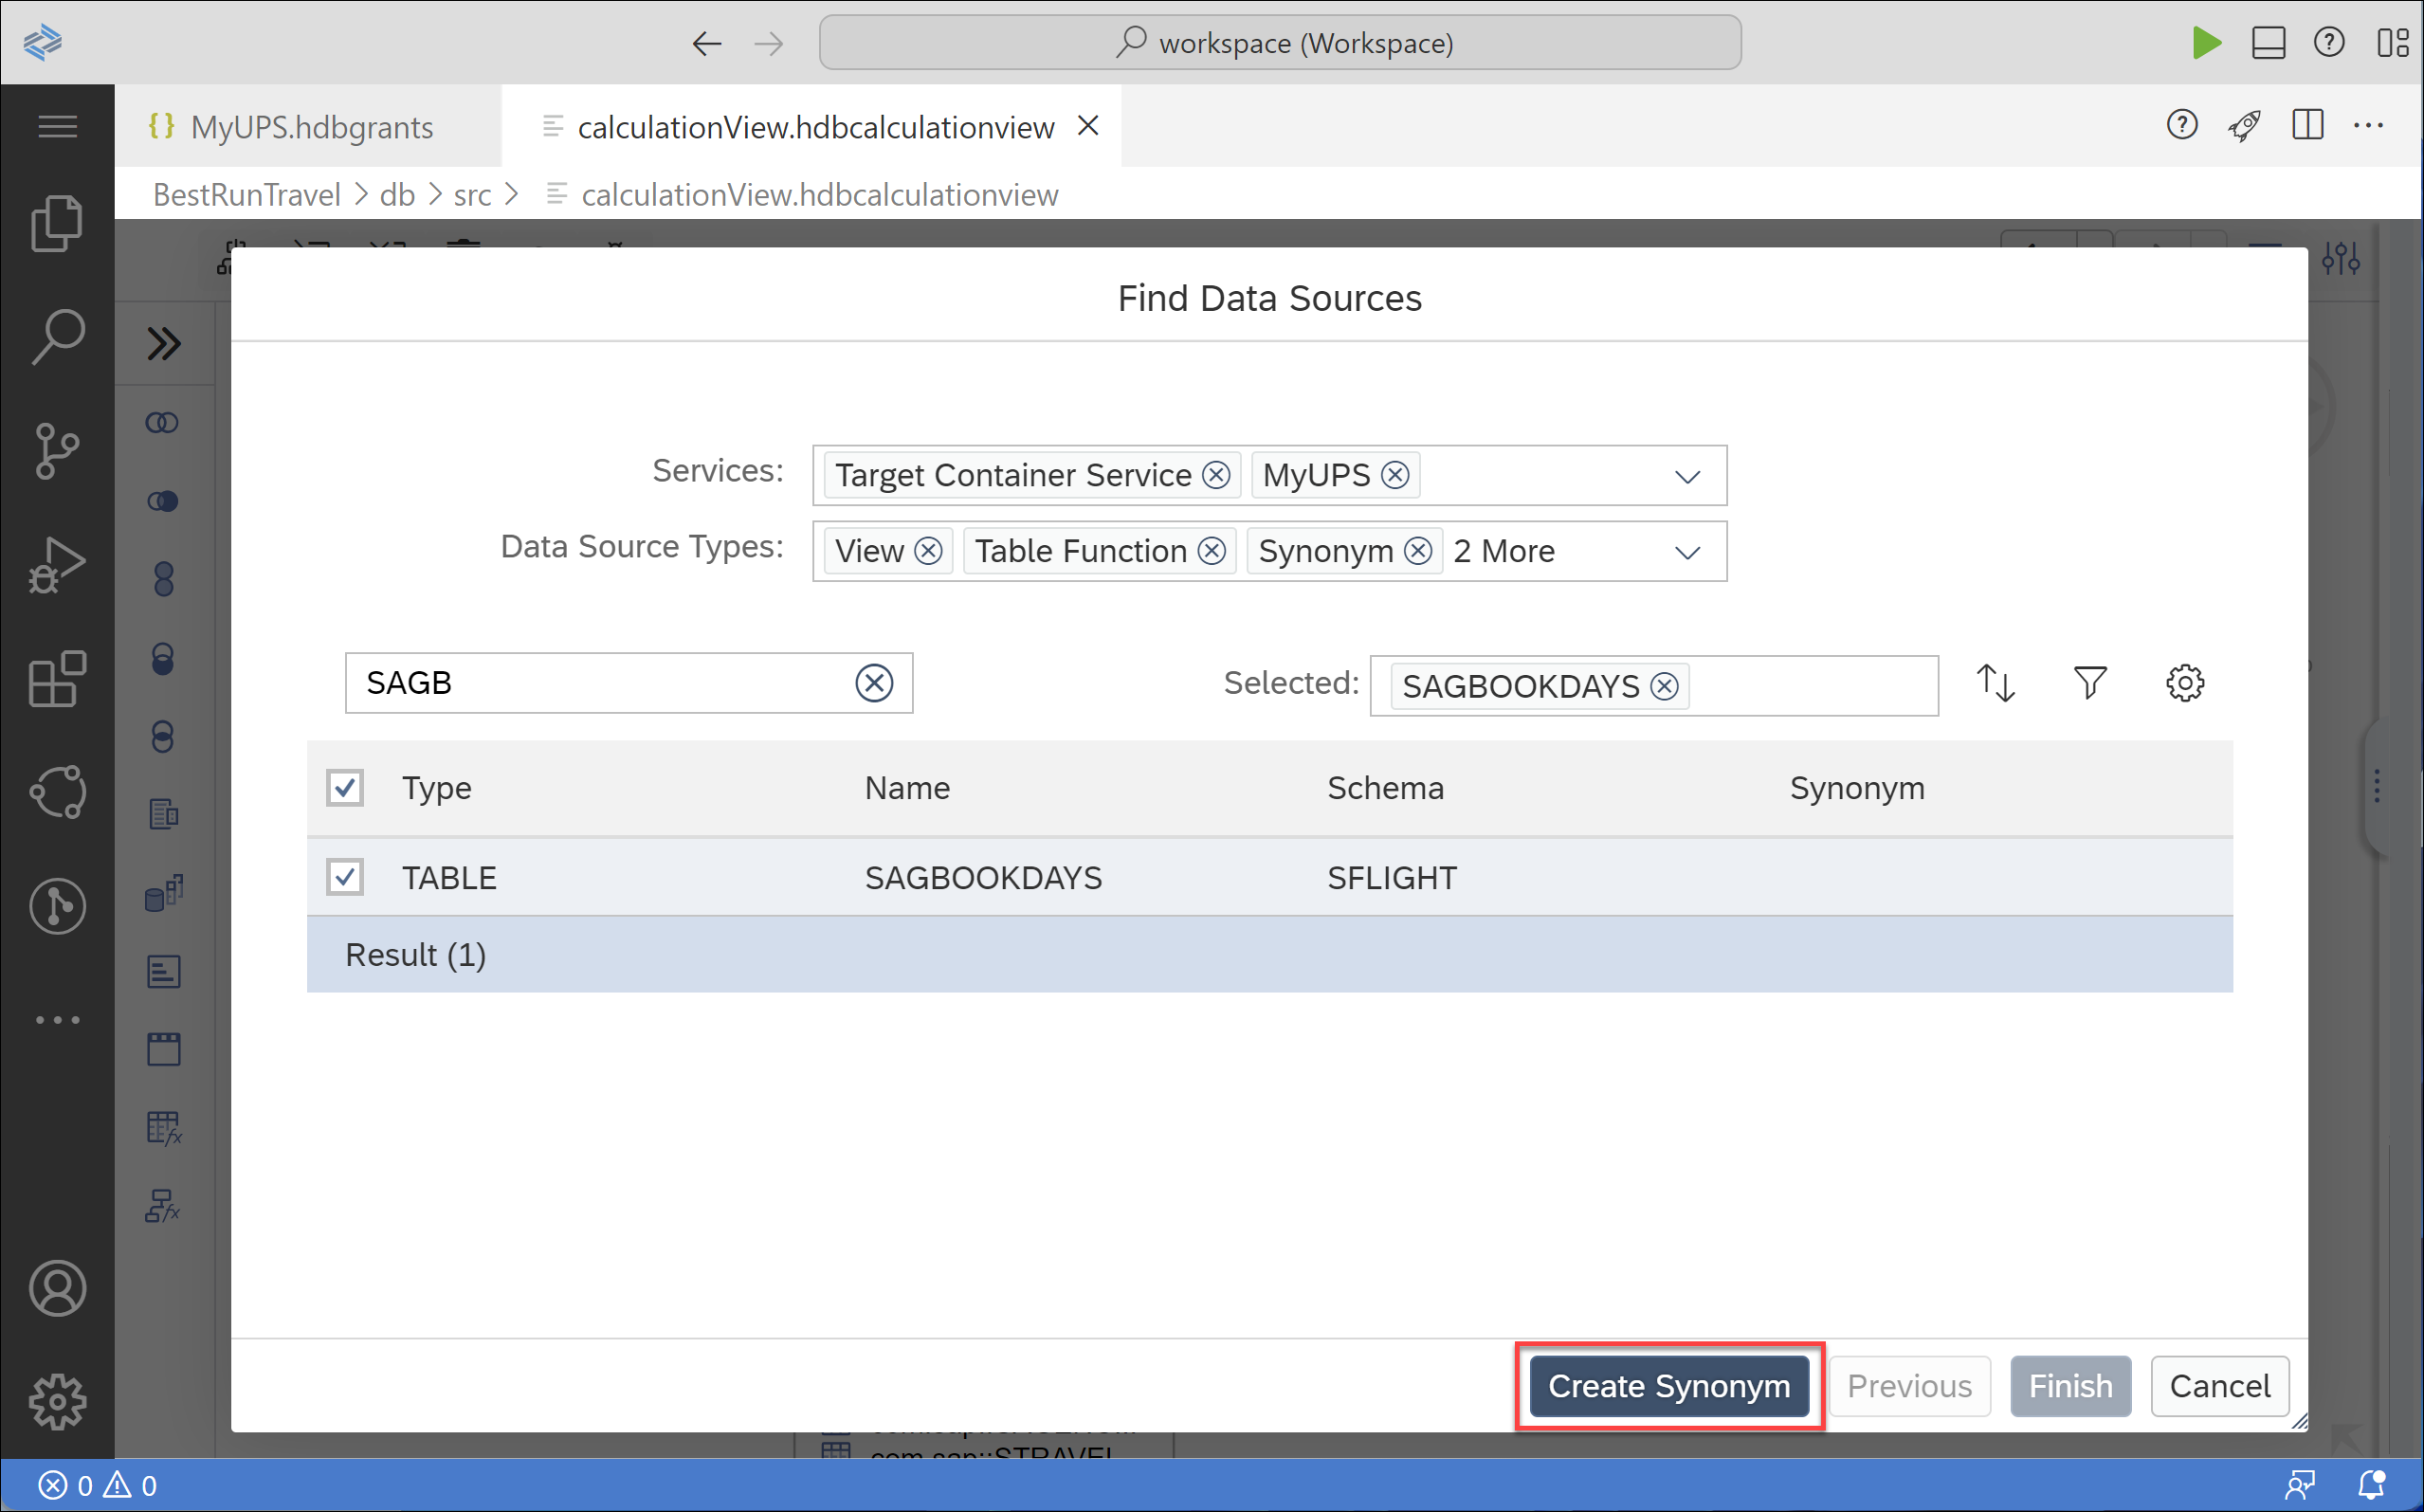 workspace (Workspace)
MyUPS.hdbgrants
calculationView.hdbcalculationview
BestRunTravel > db > src > calculationView.hdbcalculationview
Find Data Sources
Services: Target Container Service MyUPS
Data Source Types: View Table Function Synonym 2 More
SAGB
Selected: SAGBOOKDAYS
Type Name Schema Synonym
TABLE SAGBOOKDAYS SFLIGHT
Result (1)
Create Synonym Previous Finish Cancel
com.sap::STRAVEL
0 0